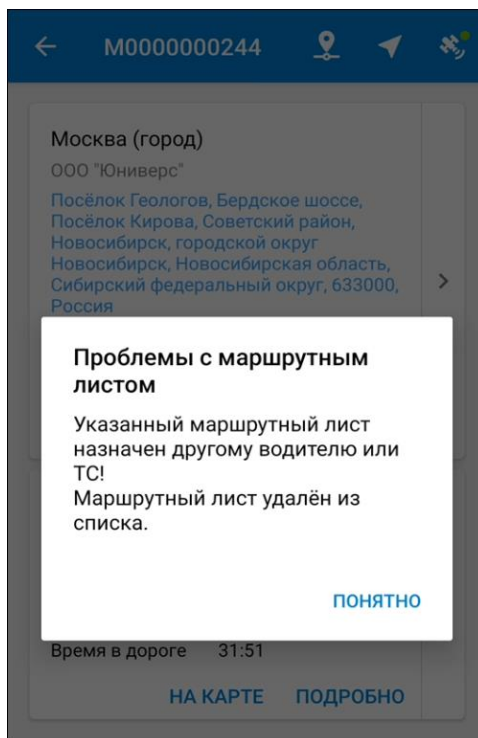 М0000000244
Москва (город)
ООО "Юниверс"
Посёлок Геологов, Бердское шоссе,
Посёлок Кирова, Советский район,
Новосибирск, городской округ
Новосибирск, Новосибирская область,
Сибирский федеральный округ, 633000,
Россия
Проблемы с маршрутным
листом
Указанный маршрутный лист
назначен другому водителю или
ТС!
Маршрутный лист удалён из
списка.
ПОНЯТНО
Время в дороге 31:51
НА КАРТЕ ПОДРОБНО